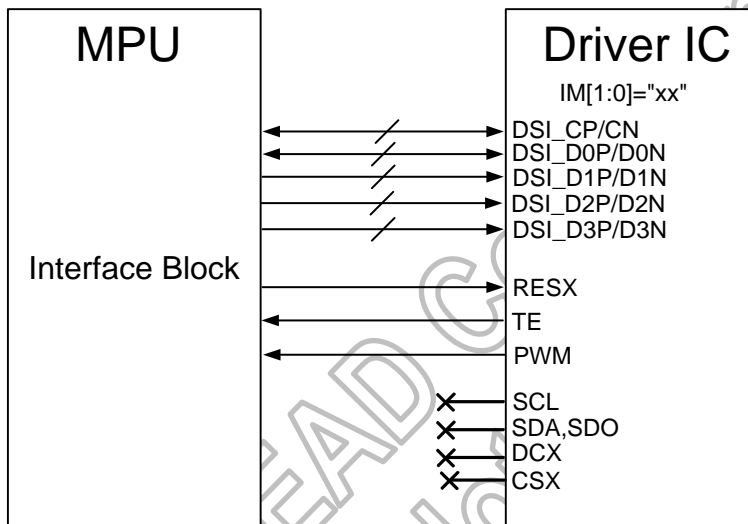 MPU
Driver IC
IM[1:0]="xx"
DSI_CP/CN
DSI_D0P/D0N
DSI_D1P/D1N
DSI_D2P/D2N
DSI_D3P/D3N
Interface Block
RESX
TE
PWM
SCL
SDA,SDO
DCX
CSX